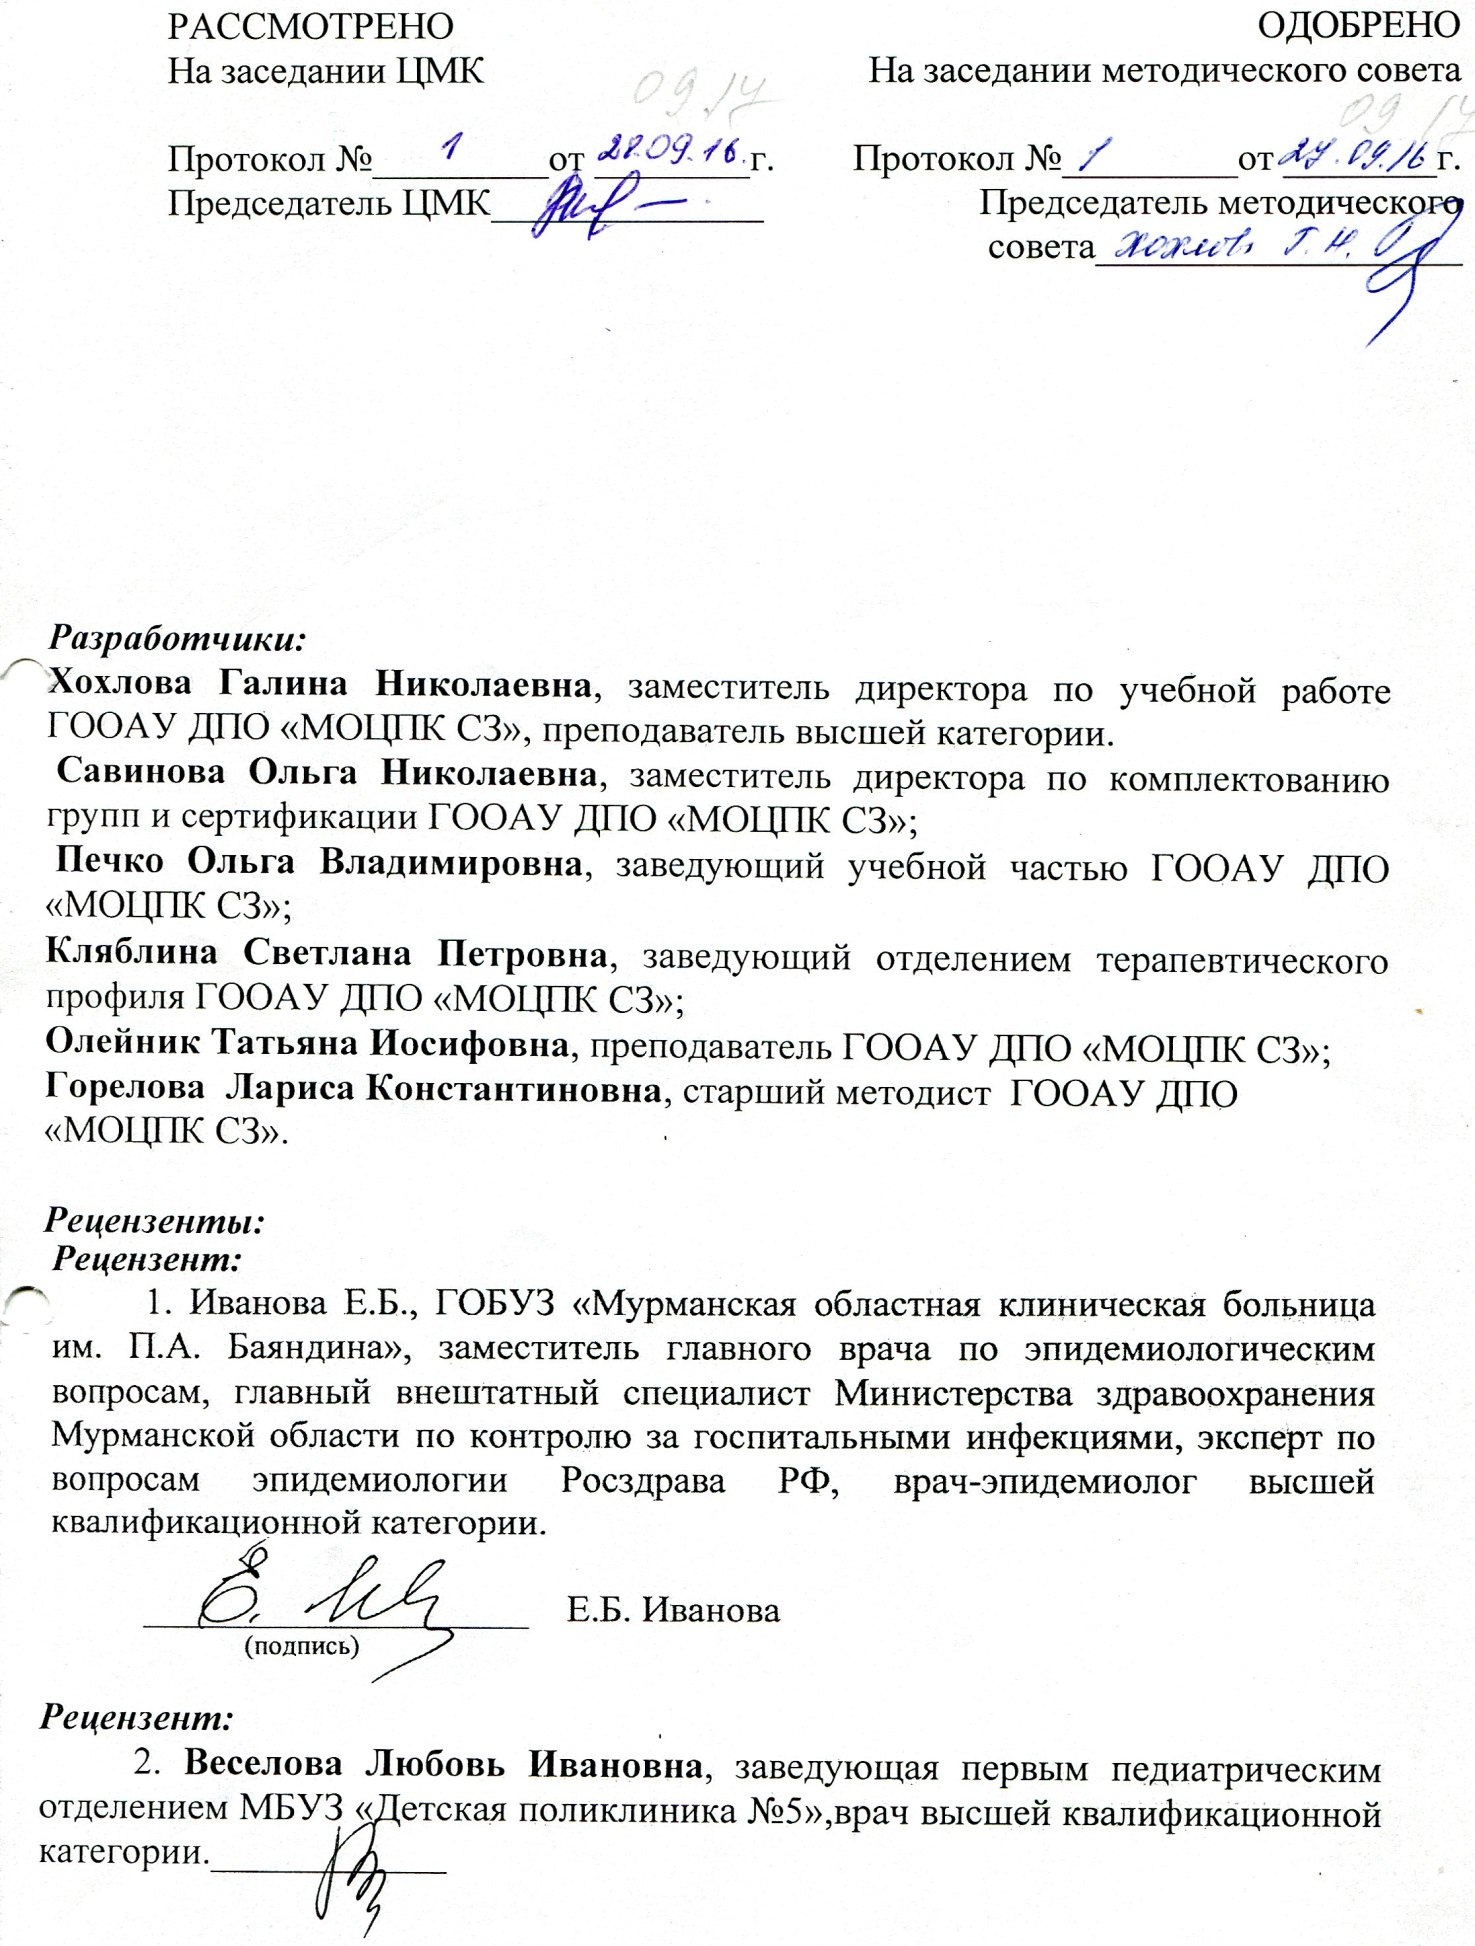 РАССМОТРЕНО
На заседании ЦМК
09 17
Протокол № 1 от 28.09.16.г.
Председатель ЦМК
ОДОБРЕНО
На заседании методического совета
09 17
Протокол № 1 от 27.09.16г.
Председатель методического
совета Хохлова Г.Н.
Разработчики:
Хохлова Галина Николаевна, заместитель директора по учебной работе
ГООАУ ДПО «МОЦПК СЗ», преподаватель высшей категории.
Савинова Ольга Николаевна, заместитель директора по комплектованию
групп и сертификации ГООАУ ДПО «МОЦПК СЗ»;
Печко Ольга Владимировна, заведующий учебной частью ГООАУ ДПО
«МОЦПК СЗ»;
Кляблина Светлана Петровна, заведующий отделением терапевтического
профиля ГООАУ ДПО «МОЦПК СЗ»;
Олейник Татьяна Иосифовна, преподаватель ГООАУ ДПО «МОЦПК СЗ»;
Горелова Лариса Константиновна, старший методист ГООАУ ДПО
«МОЦПК СЗ».
Рецензенты:
Рецензент:
1. Иванова Е.Б., ГОБУЗ «Мурманская областная клиническая больница
им. П.А. Баяндина», заместитель главного врача по эпидемиологическим
вопросам, главный внештатный специалист Министерства здравоохранения
Мурманской области по контролю за госпитальными инфекциями, эксперт по
вопросам эпидемиологии Росздрава РФ, врач-эпидемиолог высшей
квалификационной категории.
Е.Б. Иванова
(подпись)
Рецензент:
2. Веселова Любовь Ивановна, заведующая первым педиатрическим
отделением МБУЗ «Детская поликлиника №5»,врач высшей квалификационной
категории.